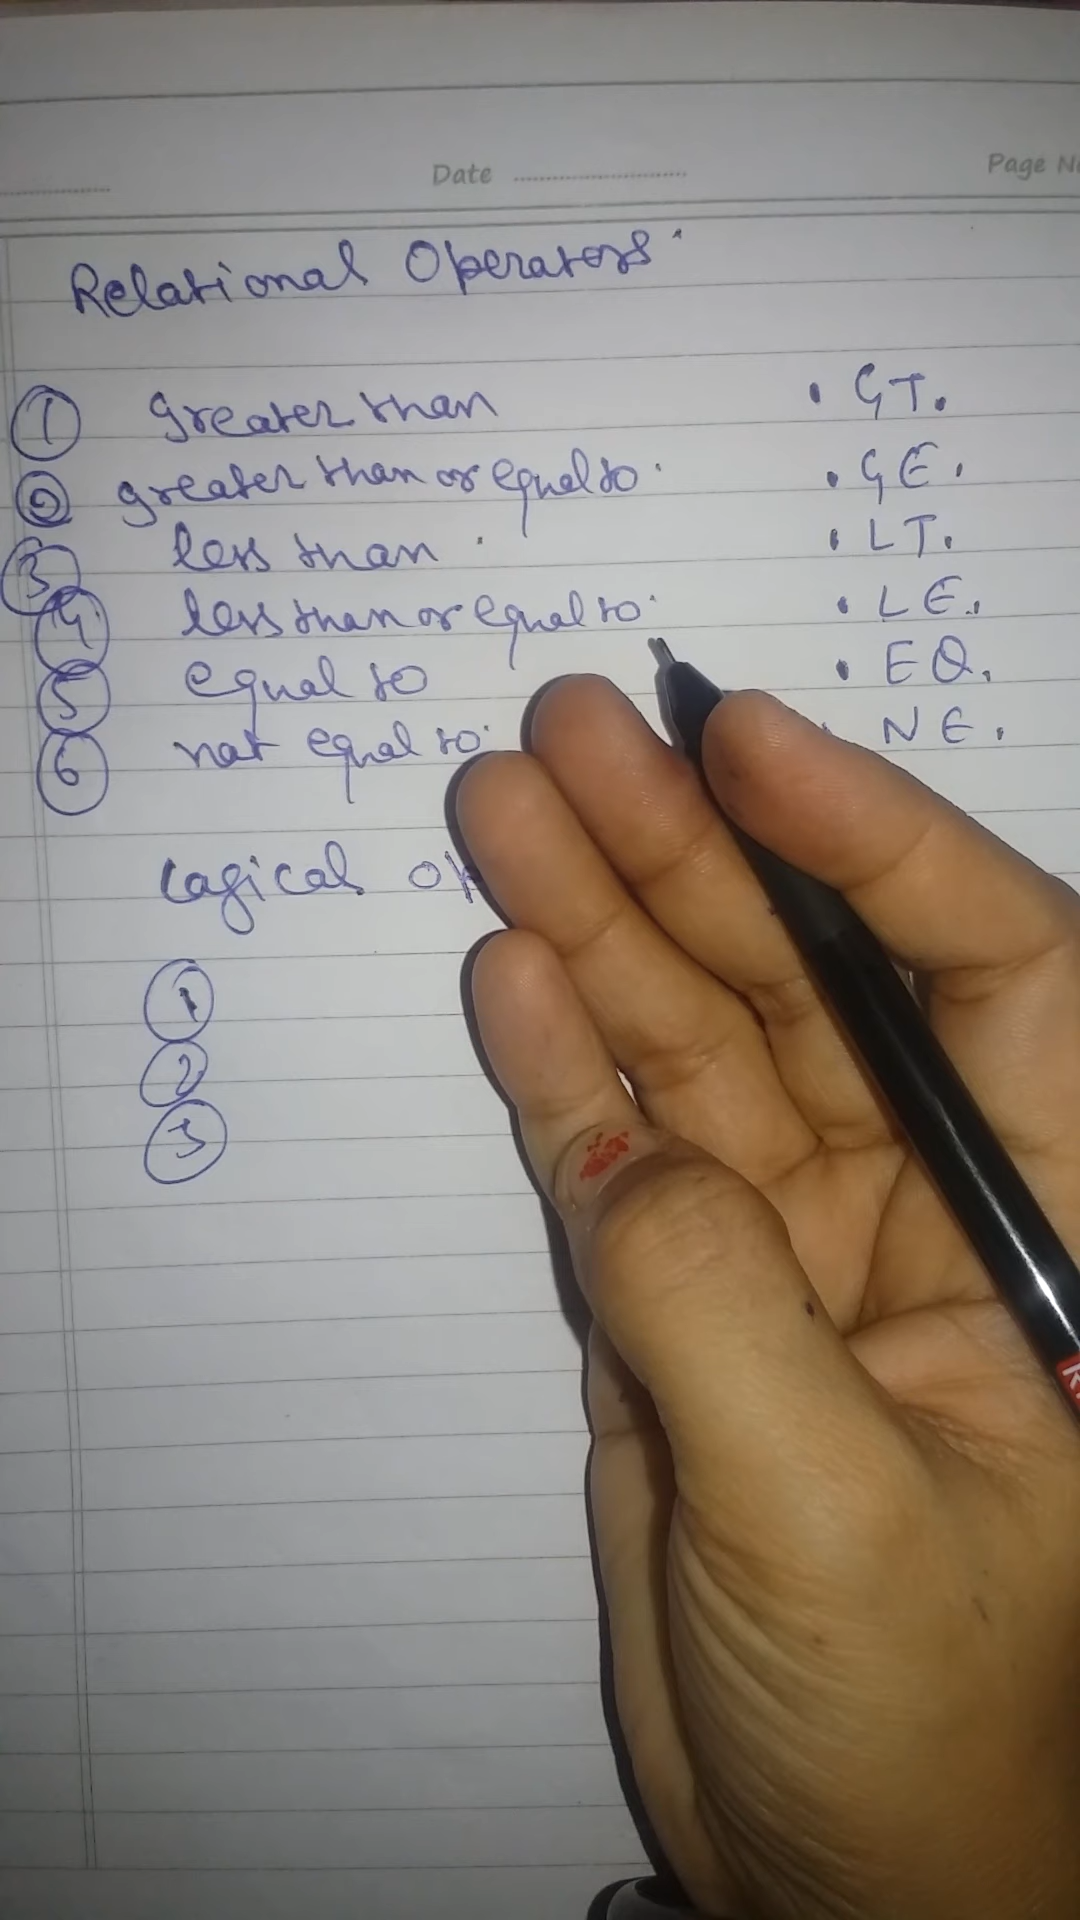 Date
Page No
Relational Operators
1 Greater than . GT.
2 greater than or equal to . GE.
3 less than . LT.
4 less than or equal to . LE.
5 equal to . EQ.
6 not equal to . NE.
Logical Op
1
2
3